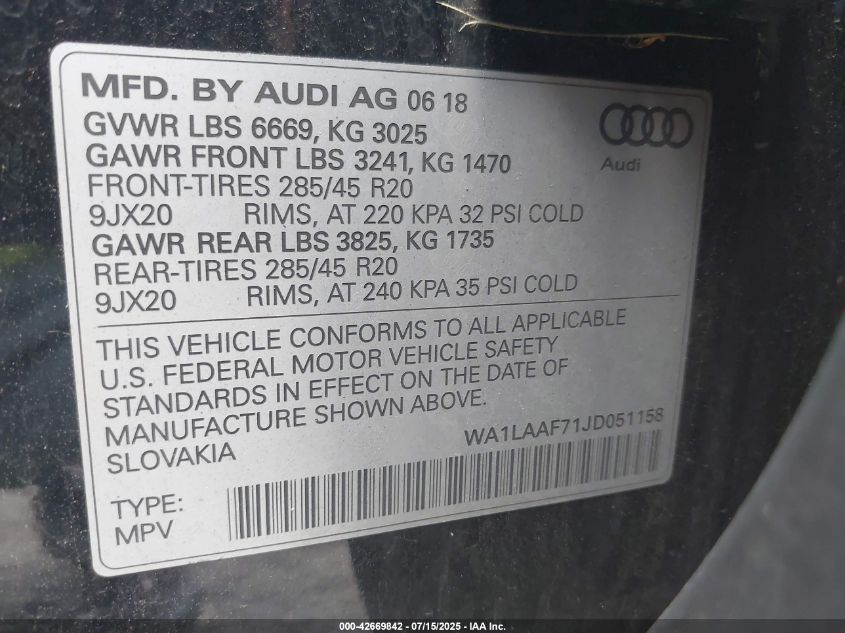 MFD. BY AUDI AG 06 18
GVWR LBS 6669, KG 3025
GAWR FRONT LBS 3241, KG 1470
FRONT-TIRES 285/45 R20
9JX20 RIMS, AT 220 KPA 32 PSI COLD
GAWR REAR LBS 3825, KG 1735
REAR-TIRES 285/45 R20
9JX20 RIMS, AT 240 KPA 35 PSI COLD
Audi
THIS VEHICLE CONFORMS TO ALL APPLICABLE
U.S. FEDERAL MOTOR VEHICLE SAFETY
STANDARDS IN EFFECT ON THE DATE OF
MANUFACTURE SHOWN ABOVE.
SLOVAKIA WA1LAAF71JD051158
TYPE:
MPV
000-42669842 - 07/15/2025 - IAA Inc.